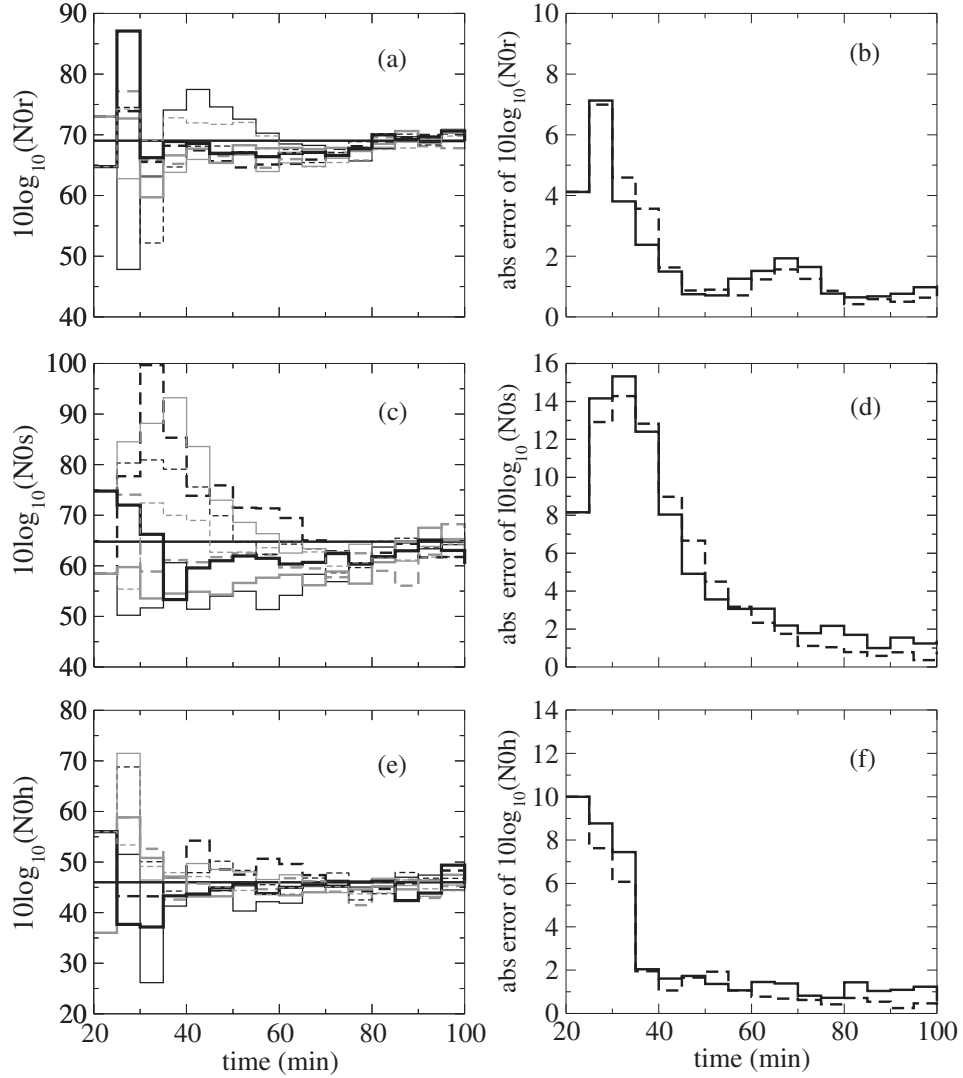 90
80
70
60
50
40
10log10(N0r)
(a)
10
8
6
4
2
0
abs error of 10log10(N0r)
(b)
100
90
80
70
60
50
40
10log10(N0s)
(c)
16
14
12
10
8
6
4
2
0
abs error of 10log10(N0s)
(d)
80
70
60
50
40
30
20
10log10(N0h)
(e)
20 40 60 80 100
time (min)
14
12
10
8
6
4
2
0
abs error of 10log10(N0h)
(f)
20 40 60 80 100
time (min)